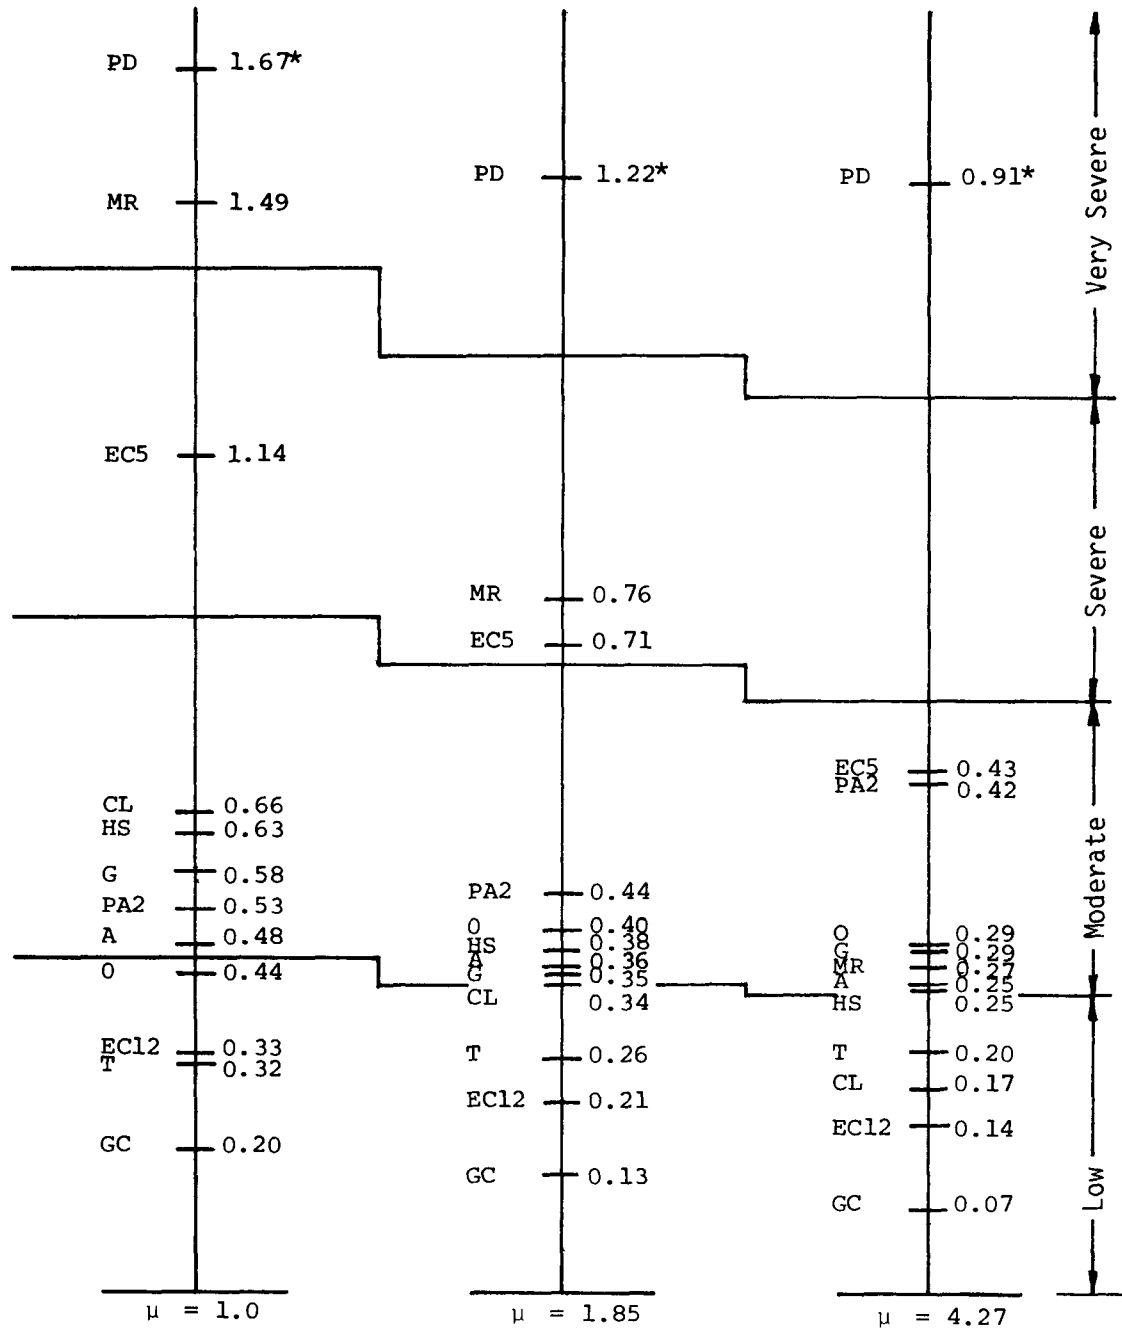 PD 1.67*
MR 1.49
EC5 1.14
CL 0.66
HS 0.63
G 0.58
PA2 0.53
A 0.48
O 0.44
EC12 0.33
T 0.32
GC 0.20
μ = 1.0
PD 1.22*
MR 0.76
EC5 0.71
PA2 0.44
O 0.40
HS 0.38
A 0.36
G 0.35
CL 0.34
T 0.26
EC12 0.21
GC 0.13
μ = 1.85
PD 0.91*
EC5 0.43
PA2 0.42
O 0.29
G 0.29
MR 0.27
A 0.25
HS 0.25
T 0.20
CL 0.17
EC12 0.14
GC 0.07
μ = 4.27
Very Severe
Severe
Moderate
Low